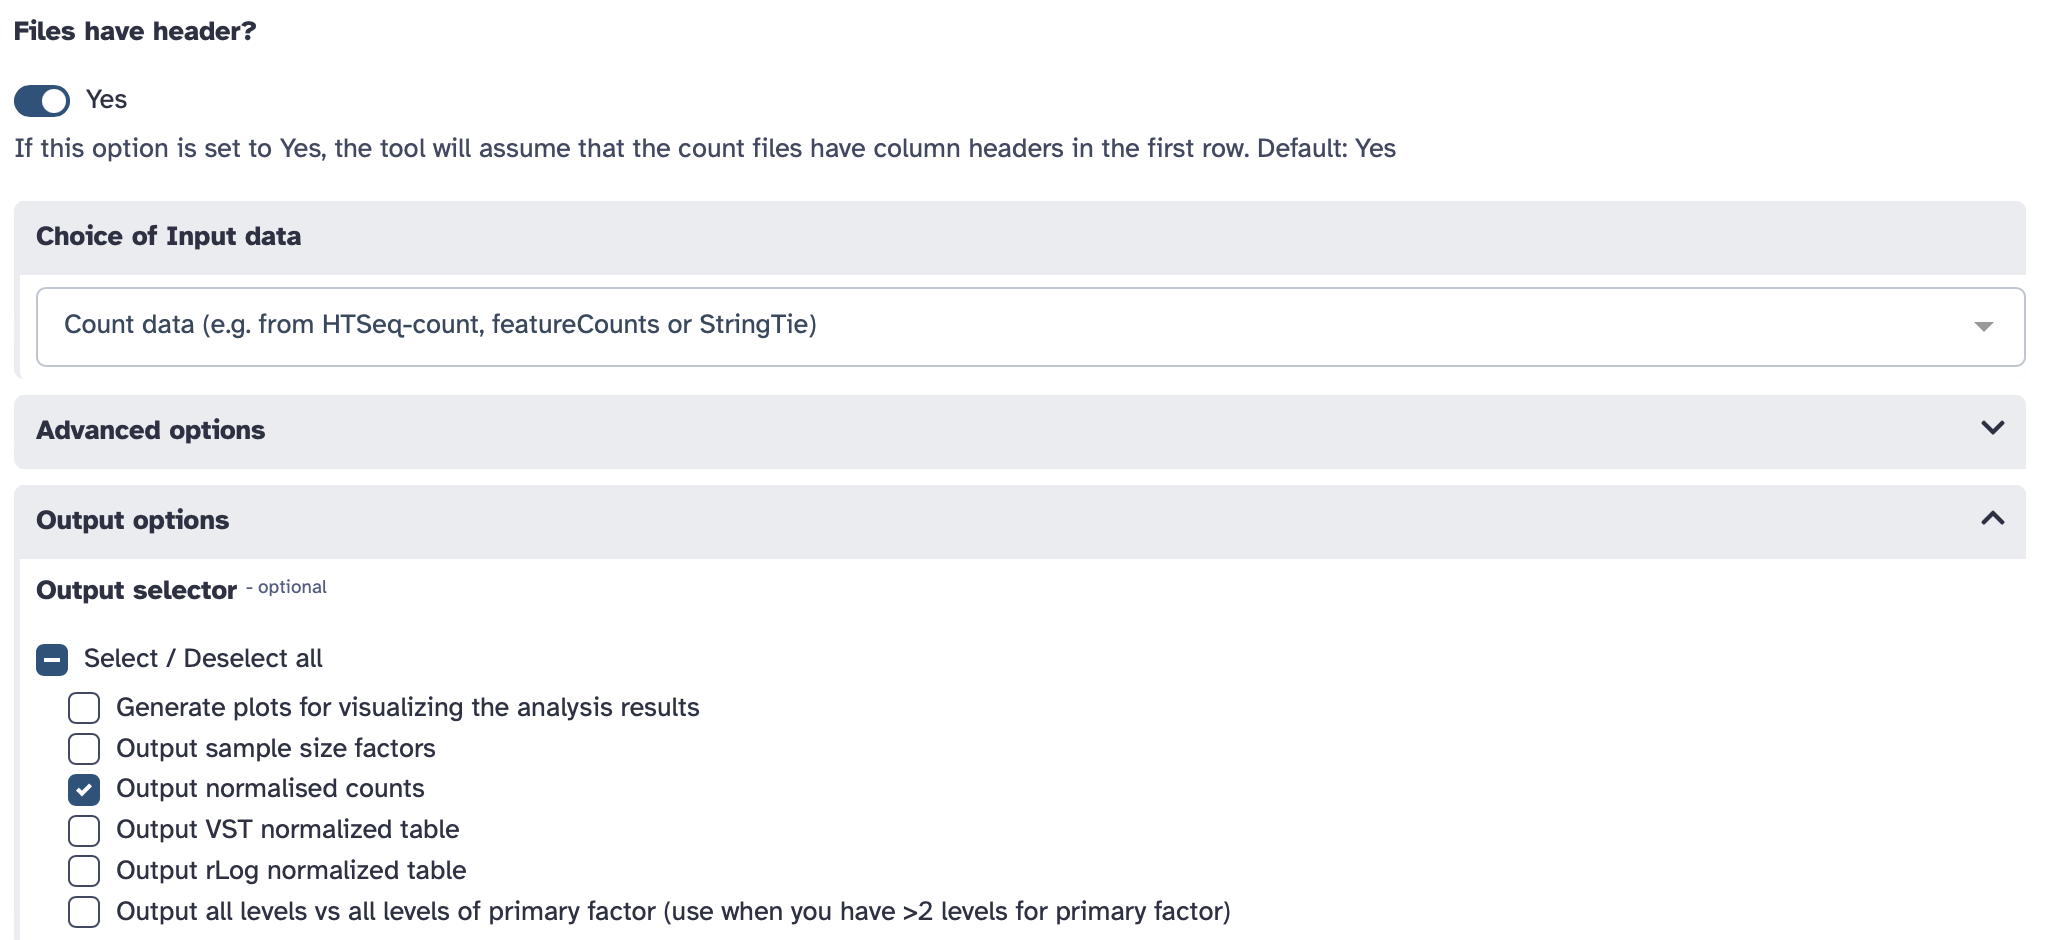 Files have header?
Yes
If this option is set to Yes, the tool will assume that the count files have column headers in the first row. Default: Yes
Choice of Input data
Count data (e.g. from HTSeq-count, featureCounts or StringTie)
Advanced options
Output options
Output selector - optional
Select / Deselect all
Generate plots for visualizing the analysis results
Output sample size factors
Output normalised counts
Output VST normalized table
Output rLog normalized table
Output all levels vs all levels of primary factor (use when you have >2 levels for primary factor)